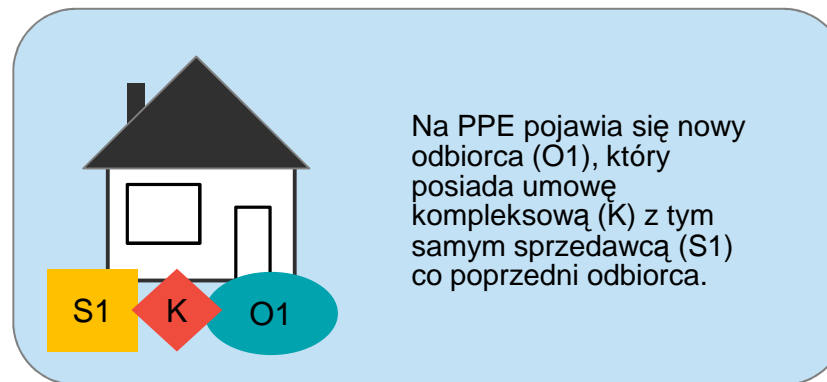 Na PPE pojawia się nowy
odbiorca (O1), który
posiada umowę
kompleksową (K) z tym
samym sprzedawcą (S1)
co poprzedni odbiorca.
S1
K
O1